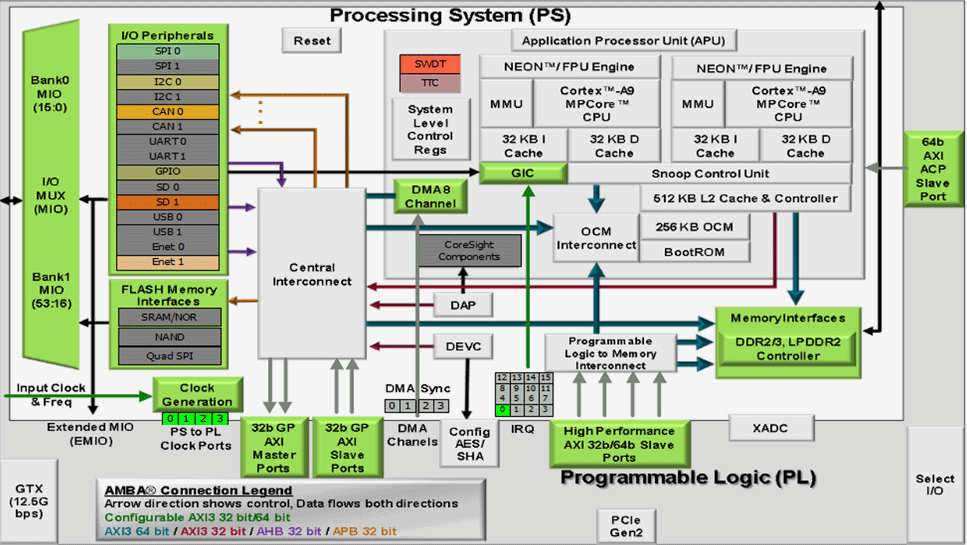 Processing System (PS)
I/O Peripherals
SPI 0
SPI 1
I2C 0
I2C 1
CAN 0
CAN 1
UART 0
UART 1
GPIO
SD 0
SD 1
USB 0
USB 1
Enet 0
Enet 1
Bank0
MIO
(15:0)
I/O
MUX
(MIO)
Bank1
MIO
(53:16)
FLASH Memory
Interfaces
SRAM/NOR
NAND
Quad SPI
Input Clock
& Freq
Clock
Generation
0 1 2 3
PS to PL
Clock Ports
Extended MIO
(EMIO)
Reset
Central
Interconnect
32b GP
AXI
Master
Ports
32b GP
AXI
Slave
Ports
Application Processor Unit (APU)
SWDT
TTC
System
Level
Control
Regs
NEON™/ FPU Engine
MMU
Cortex™-A9
MPCore™
CPU
32 KB I
Cache
32 KB D
Cache
NEON™/ FPU Engine
MMU
Cortex™-A9
MPCore™
CPU
32 KB I
Cache
32 KB D
Cache
GIC
Snoop Control Unit
DMA8
Channel
512 KB L2 Cache & Controller
OCM
Interconnect
256 KB OCM
BootROM
CoreSight
Components
DAP
DEVC
Programmable
Logic to Memory
Interconnect
Memory Interfaces
DDR2/3, LPDDR2
Controller
64b
AXI
ACP
Slave
Port
DMA Sync
0 1 2 3
DMA
Channels
Config
AES/
SHA
12 13 14 15
8 9 10 11
4 5 6 7
0 1 2 3
IRQ
High Performance
AXI 32b/64b Slave
Ports
XADC
Programmable Logic (PL)
GTX
(12.5G
bps)
AMBA® Connection Legend
Arrow direction shows control, Data flows both directions
Configurable AXI3 32 bit/64 bit
AXI3 64 bit / AXI3 32 bit / AHB 32 bit / APB 32 bit
PCIe
Gen2
Select
I/O